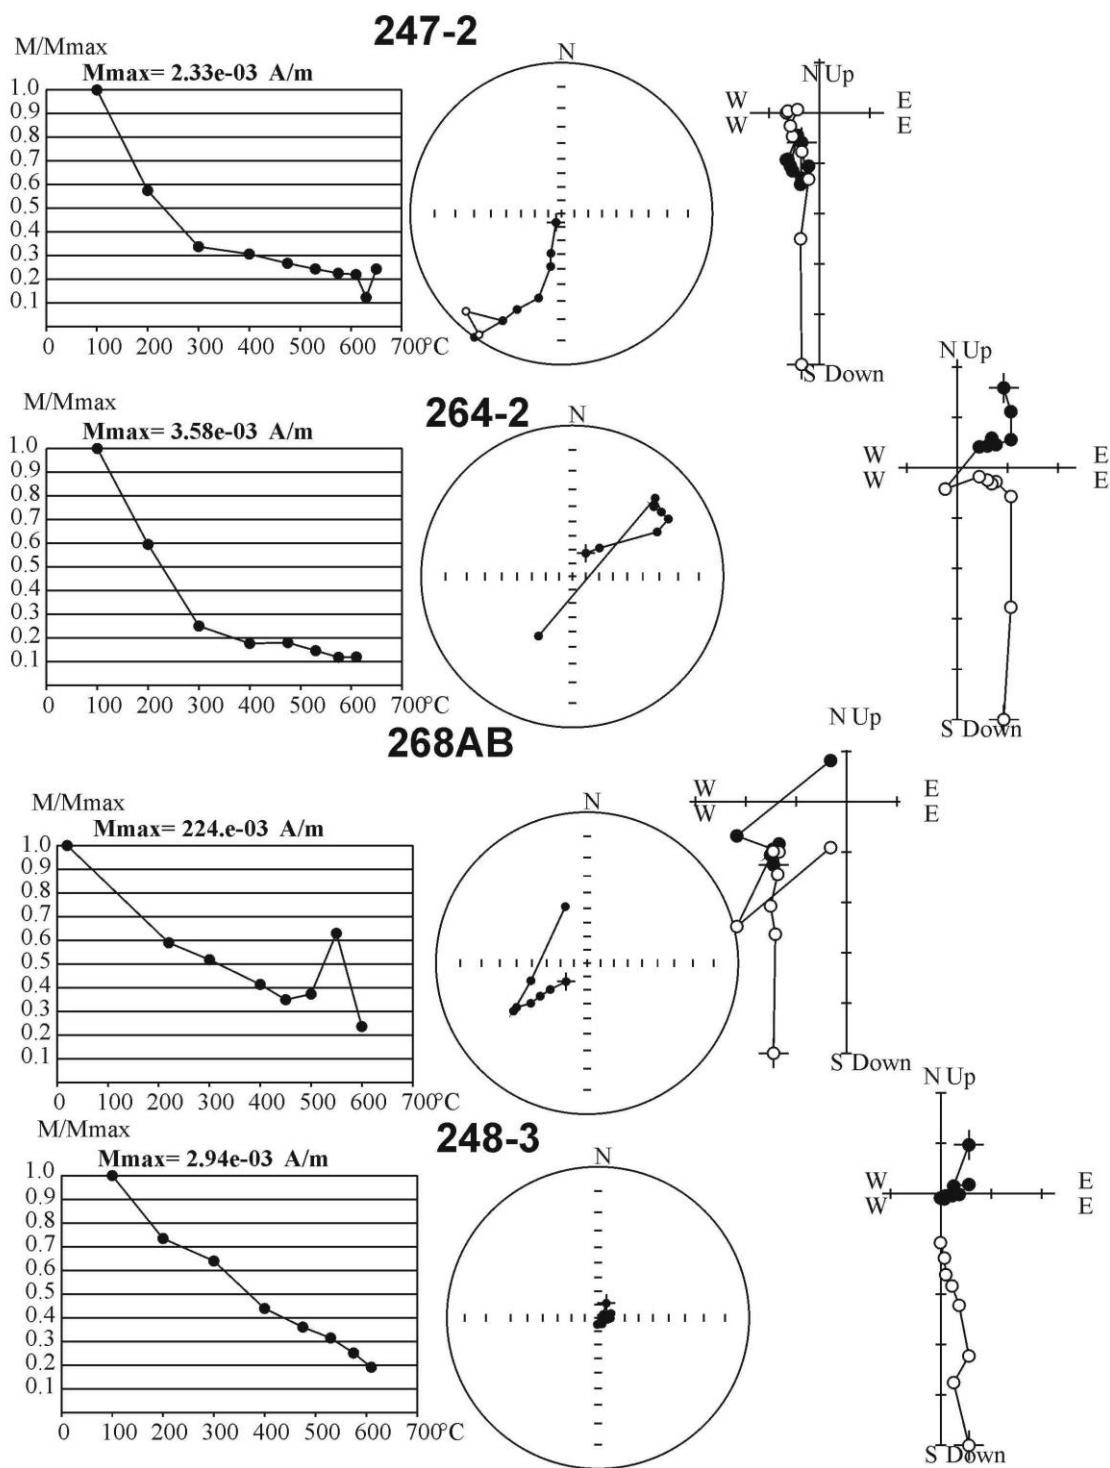 247-2
M/Mmax
Mmax= 2.33e-03 A/m
1.0
0.9
0.8
0.7
0.6
0.5
0.4
0.3
0.2
0.1
0 100 200 300 400 500 600 700°C
N
N Up
W E
W E
S Down
264-2
M/Mmax
Mmax= 3.58e-03 A/m
1.0
0.9
0.8
0.7
0.6
0.5
0.4
0.3
0.2
0.1
0 100 200 300 400 500 600 700°C
N
N Up
W E
W E
S Down
268AB
M/Mmax
Mmax= 224.e-03 A/m
1.0
0.9
0.8
0.7
0.6
0.5
0.4
0.3
0.2
0.1
0 100 200 300 400 500 600 700°C
N
N Up
W E
W E
S Down
248-3
M/Mmax
Mmax= 2.94e-03 A/m
1.0
0.9
0.8
0.7
0.6
0.5
0.4
0.3
0.2
0.1
0 100 200 300 400 500 600 700°C
N
N Up
W E
W E
S Down